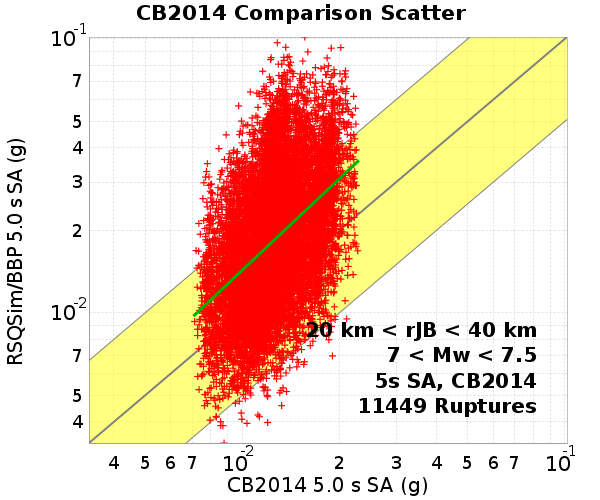 CB2014 Comparison Scatter
RSQSim/BBP 5.0 s SA (g)
10^-1
7
5
4
3
2
10^-2
7
5
4
20 km < rJB < 40 km
7 < Mw < 7.5
5s SA, CB2014
11449 Ruptures
4 5 6 7 10^-2 2 3 4 5 6 7 10^-1
CB2014 5.0 s SA (g)